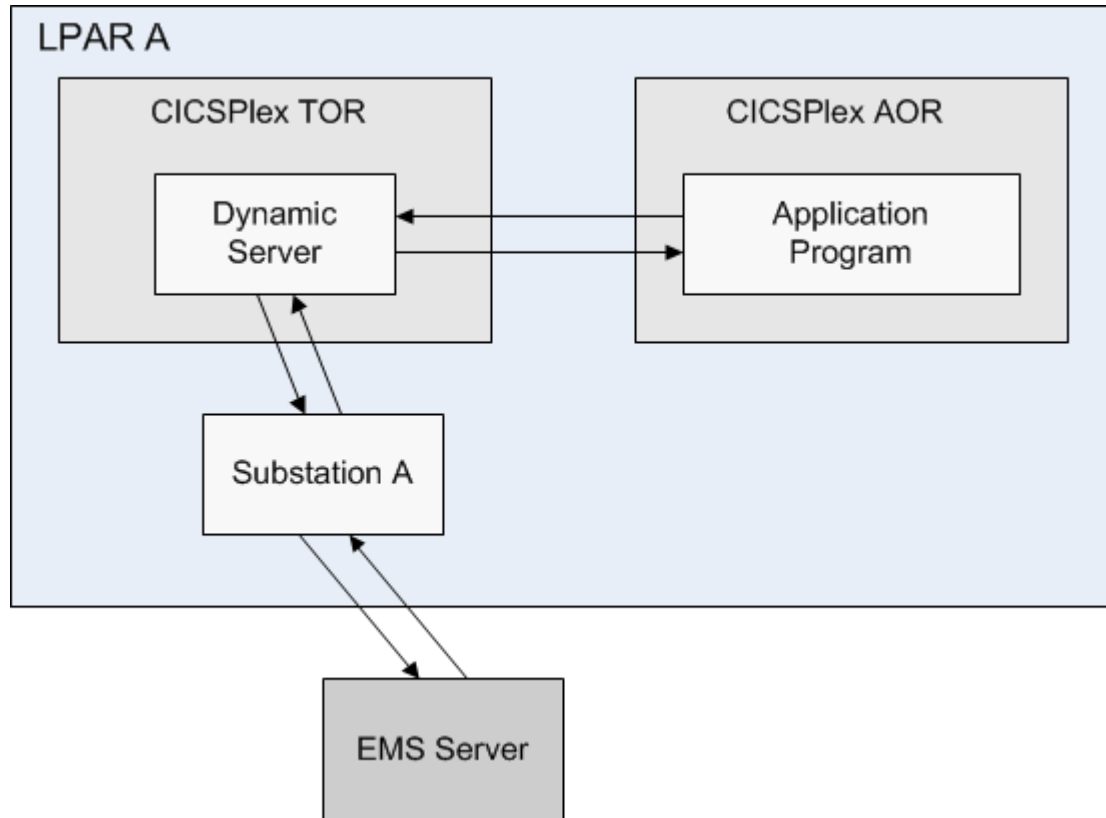 LPAR A
CICSPlex TOR
CICSPlex AOR
Dynamic
Server
Application
Program
Substation A
EMS Server